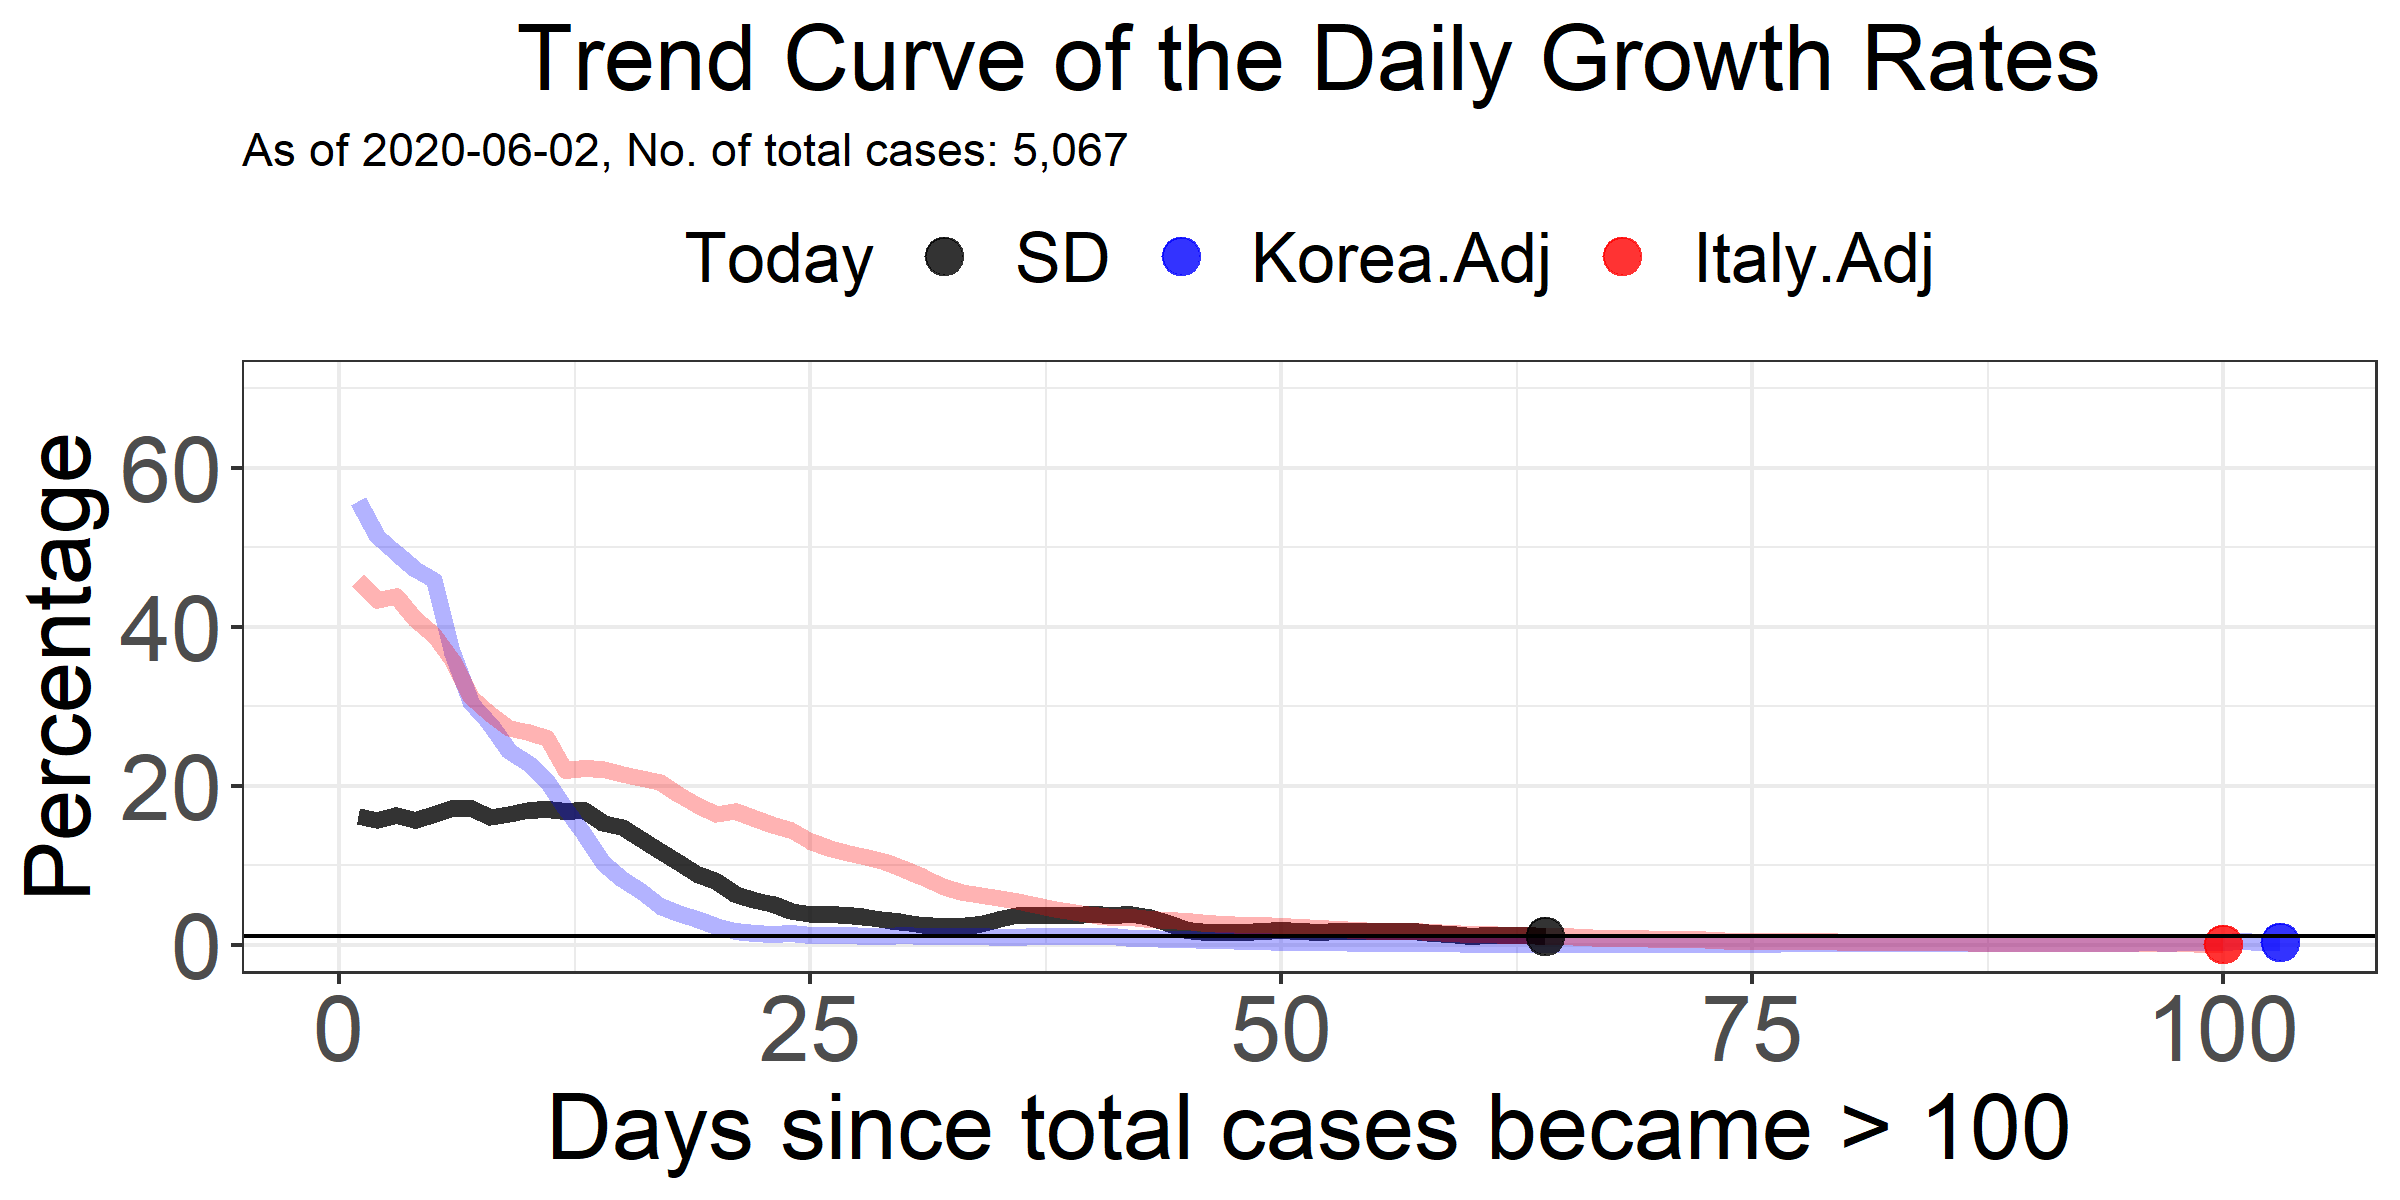 Trend Curve of the Daily Growth Rates
As of 2020-06-02, No. of total cases: 5,067
Today SD Korea.Adj Italy.Adj
Percentage
60
40
20
0
0 25 50 75 100
Days since total cases became > 100